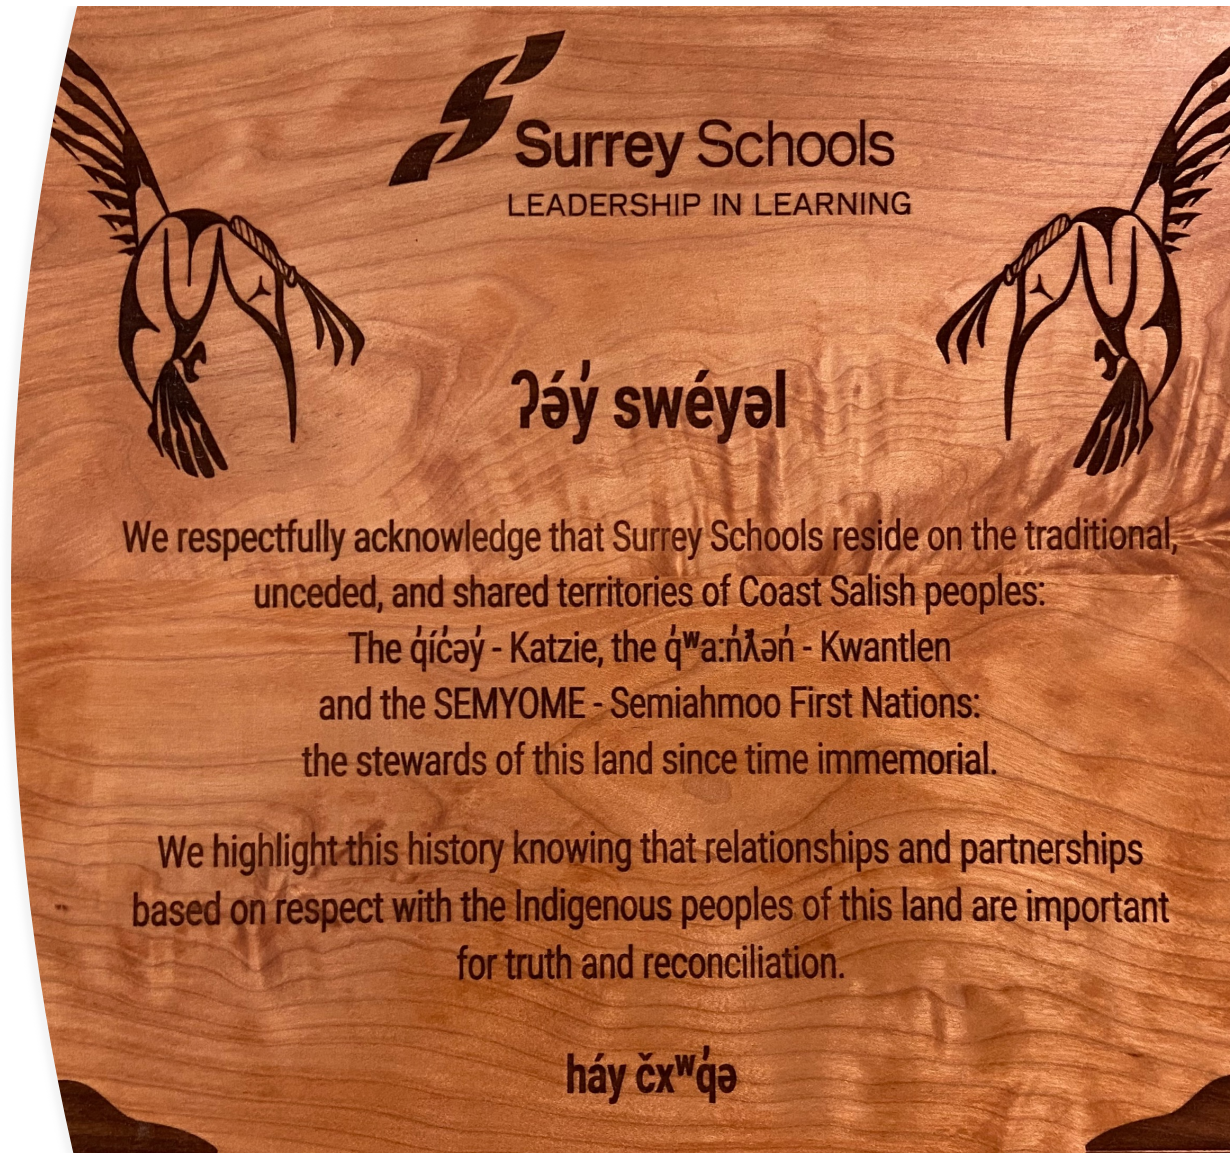 Surrey Schools
LEADERSHIP IN LEARNING
ʔə́y̓ swéyəl
We respectfully acknowledge that Surrey Schools reside on the traditional,
unceded, and shared territories of Coast Salish peoples:
The q̓íc̓əy̓ - Katzie, the q̓ʷa:n̓ƛ̓ən̓ - Kwantlen
and the SEMYOME - Semiahmoo First Nations:
the stewards of this land since time immemorial.
We highlight this history knowing that relationships and partnerships
based on respect with the Indigenous peoples of this land are important
for truth and reconciliation.
háy čxʷq̓ə